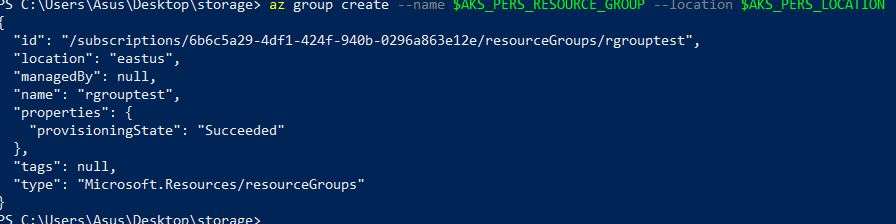 PS C:\Users\Asus\Desktop\storage> az group create --name $AKS_PERS_RESOURCE_GROUP --location $AKS_PERS_LOCATION
{
  "id": "/subscriptions/6b6c5a29-4df1-424f-940b-0296a863e12e/resourceGroups/rgrouptest",
  "location": "eastus",
  "managedBy": null,
  "name": "rgrouptest",
  "properties": {
    "provisioningState": "Succeeded"
  },
  "tags": null,
  "type": "Microsoft.Resources/resourceGroups"
}
PS C:\Users\Asus\Desktop\storage>